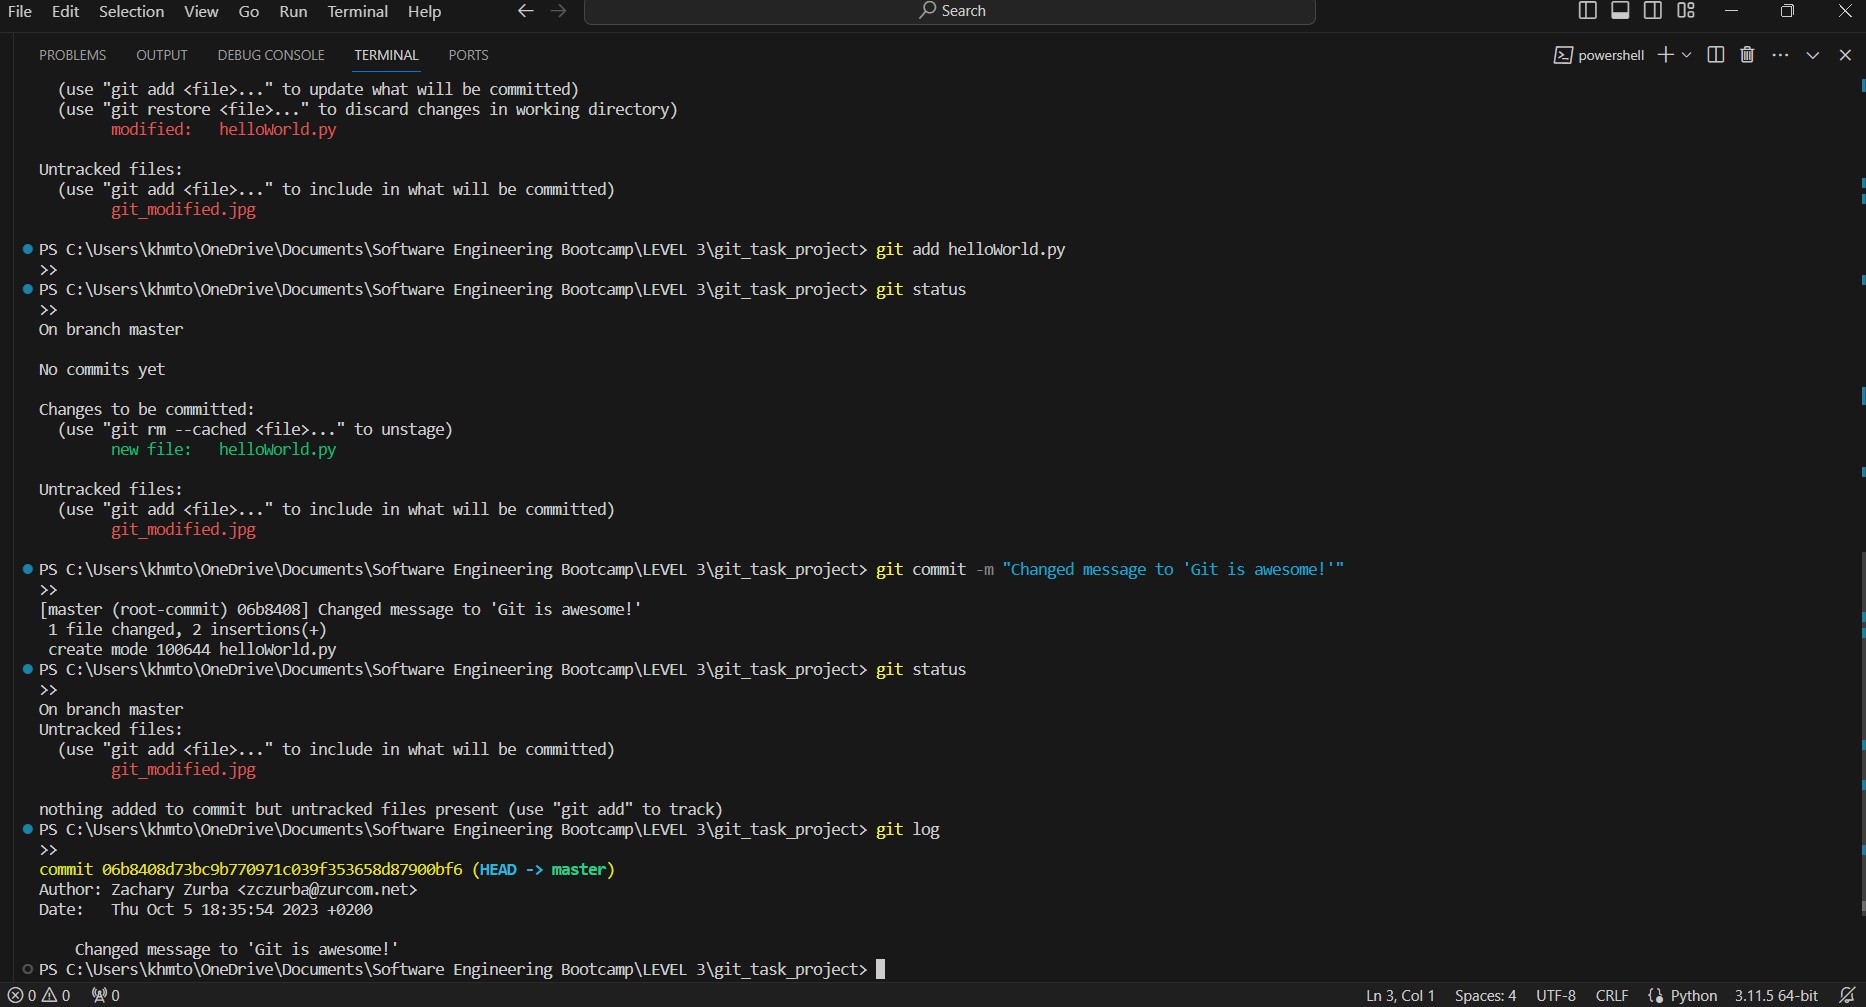 File Edit Selection View Go Run Terminal Help Search
PROBLEMS OUTPUT DEBUG CONSOLE TERMINAL PORTS powershell
(use "git add <file>..." to update what will be committed)
(use "git restore <file>..." to discard changes in working directory)
modified: helloWorld.py
Untracked files:
(use "git add <file>..." to include in what will be committed)
git_modified.jpg
PS C:\Users\khmto\OneDrive\Documents\Software Engineering Bootcamp\LEVEL 3\git_task_project> git add helloWorld.py
>>
PS C:\Users\khmto\OneDrive\Documents\Software Engineering Bootcamp\LEVEL 3\git_task_project> git status
>>
On branch master
No commits yet
Changes to be committed:
(use "git rm --cached <file>..." to unstage)
new file: helloWorld.py
Untracked files:
(use "git add <file>..." to include in what will be committed)
git_modified.jpg
PS C:\Users\khmto\OneDrive\Documents\Software Engineering Bootcamp\LEVEL 3\git_task_project> git commit -m "Changed message to 'Git is awesome!'"
>>
[master (root-commit) 06b8408] Changed message to 'Git is awesome!'
1 file changed, 2 insertions(+)
create mode 100644 helloWorld.py
PS C:\Users\khmto\OneDrive\Documents\Software Engineering Bootcamp\LEVEL 3\git_task_project> git status
>>
On branch master
Untracked files:
(use "git add <file>..." to include in what will be committed)
git_modified.jpg
nothing added to commit but untracked files present (use "git add" to track)
PS C:\Users\khmto\OneDrive\Documents\Software Engineering Bootcamp\LEVEL 3\git_task_project> git log
>>
commit 06b8408d73bc9b770971c039f353658d87900bf6 (HEAD -> master)
Author: Zachary Zurba <zczurba@zurcom.net>
Date: Thu Oct 5 18:35:54 2023 +0200
Changed message to 'Git is awesome!'
PS C:\Users\khmto\OneDrive\Documents\Software Engineering Bootcamp\LEVEL 3\git_task_project>
0 0 0 Ln 3, Col 1 Spaces: 4 UTF-8 CRLF Python 3.11.5 64-bit